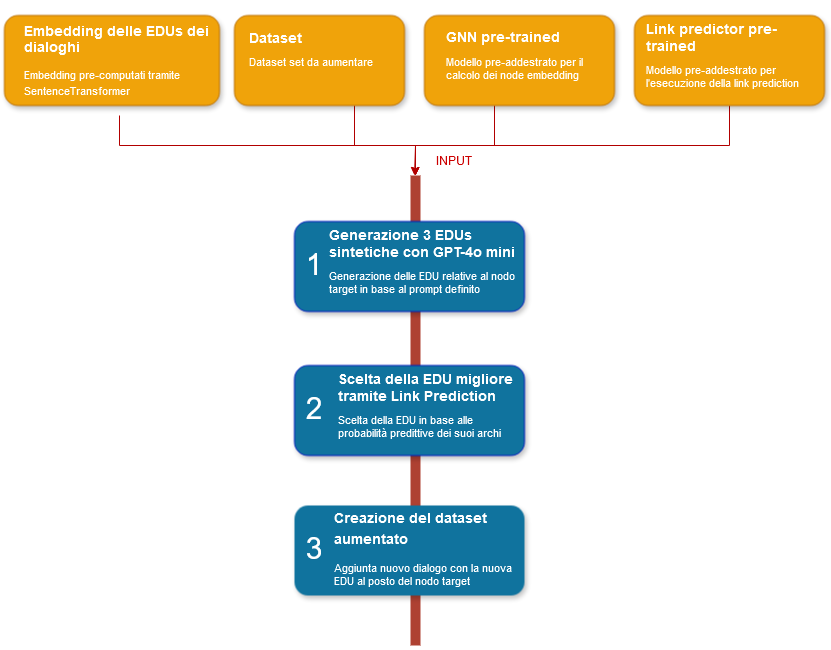 Embedding delle EDUs dei
dialoghi
Embedding pre-computati tramite
SentenceTransformer
Dataset
Dataset set da aumentare
GNN pre-trained
Modello pre-addestrato per il
calcolo dei node embedding
Link predictor pre-
trained
Modello pre-addestrato per
l'esecuzione della link prediction
INPUT
1
Generazione 3 EDUs
sintetiche con GPT-4o mini
Generazione delle EDU relative al nodo
target in base al prompt definito
2
Scelta della EDU migliore
tramite Link Prediction
Scelta della EDU in base alle
probabilità predittive dei suoi archi
3
Creazione del dataset
aumentato
Aggiunta nuovo dialogo con la nuova
EDU al posto del nodo target